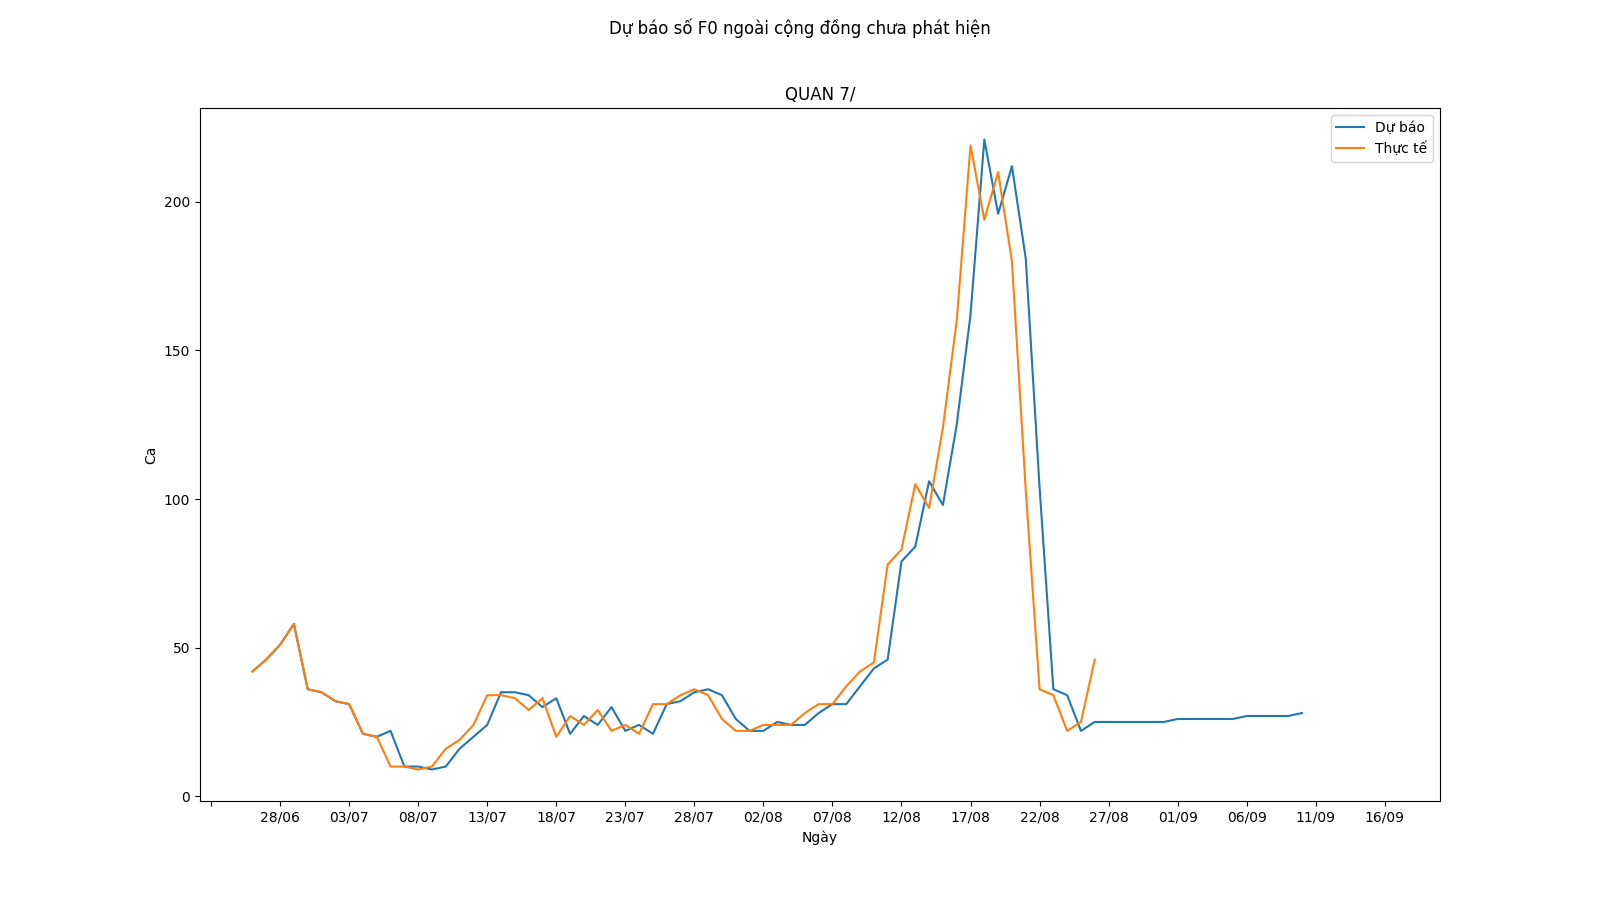 Dự báo số F0 ngoài cộng đồng chưa phát hiện
QUAN 7/
Dự báo
Thực tế
200
150
100
50
0
Ca
28/06 03/07 08/07 13/07 18/07 23/07 28/07 02/08 07/08 12/08 17/08 22/08 27/08 01/09 06/09 11/09 16/09
Ngày